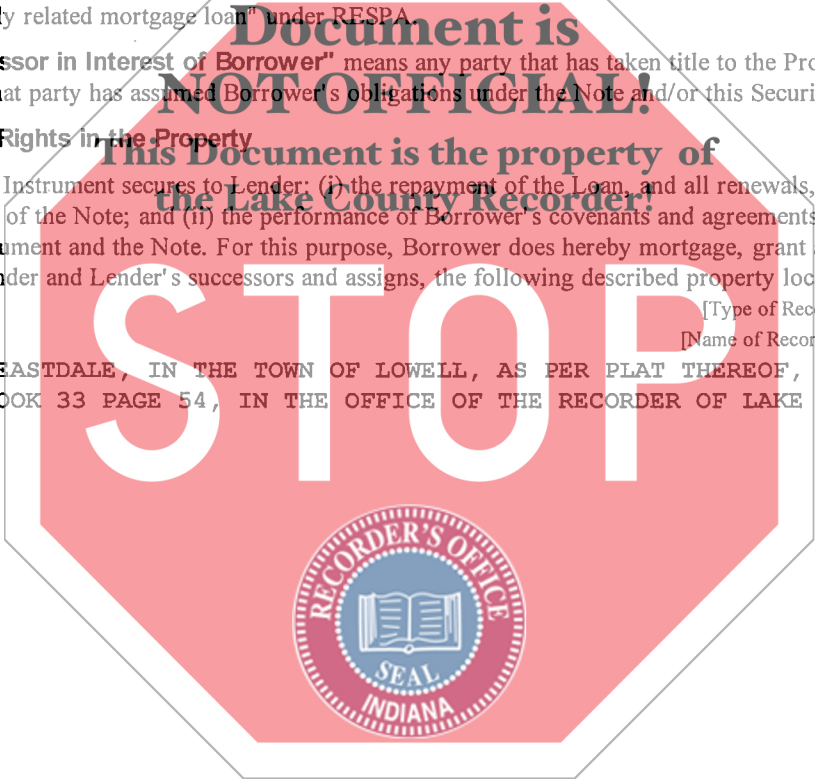 y related mortgage loan" under RESPA.
Document is
ssor in Interest of Borrower" means any party that has taken title to the Pro
at party has assumed Borrower's obligations under the Note and/or this Securi
NOT OFFICIAL!
Rights in the Property
This Document is the property of
Instrument secures to Lender: (i) the repayment of the Loan, and all renewals,
the Lake County Recorder!
of the Note; and (ii) the performance of Borrower's covenants and agreements
ument and the Note. For this purpose, Borrower does hereby mortgage, grant
nder and Lender's successors and assigns, the following described property loc
[Type of Rec
[Name of Recor
EASTDALE, IN THE TOWN OF LOWELL, AS PER PLAT THEREOF,
OOK 33 PAGE 54, IN THE OFFICE OF THE RECORDER OF LAKE
STOP
RECORDER'S OFFICE
SEAL
INDIANA